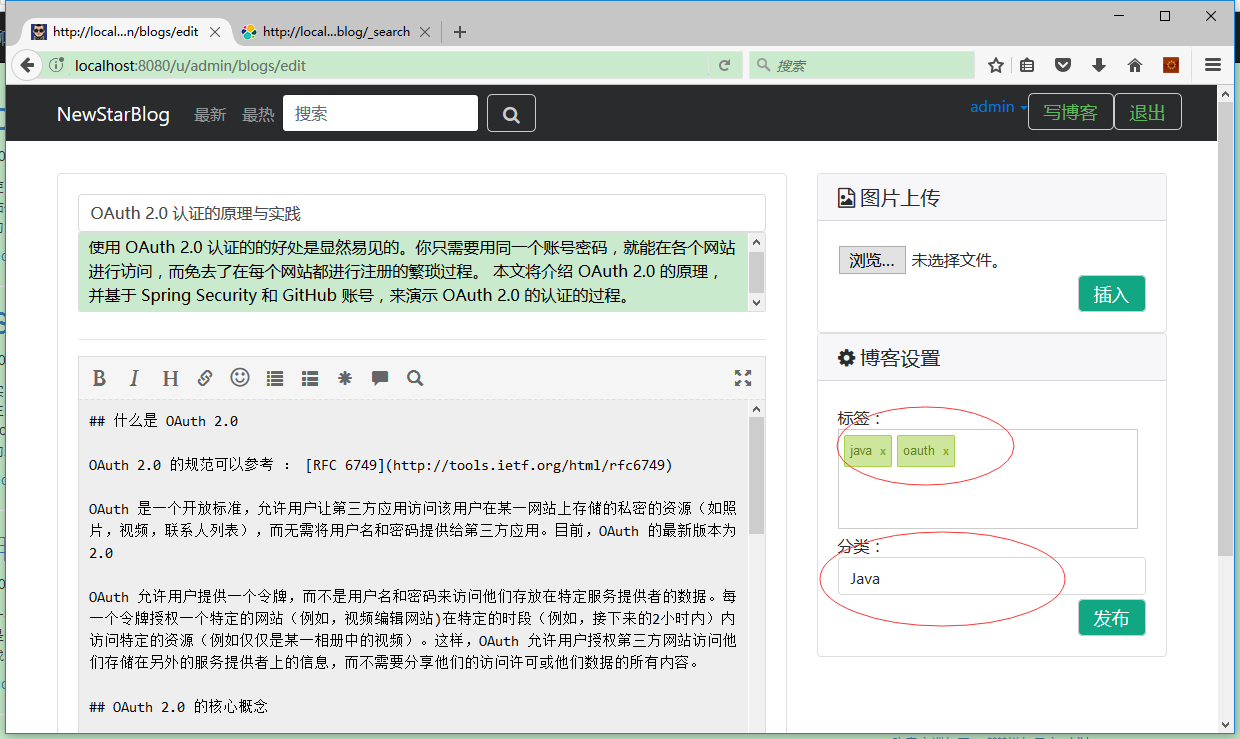 http://local...n/blogs/edit
http://local...blog/_search
localhost:8080/u/admin/blogs/edit
搜索
NewStarBlog 最新 最热 搜索 admin 写博客 退出
OAuth 2.0 认证的原理与实践
使用 OAuth 2.0 认证的的好处是显然易见的。你只需要用同一个账号密码，就能在各个网站
进行访问，而免去了在每个网站都进行注册的繁琐过程。 本文将介绍 OAuth 2.0 的原理，
并基于 Spring Security 和 GitHub 账号，来演示 OAuth 2.0 的认证的过程。
B I H
## 什么是 OAuth 2.0
OAuth 2.0 的规范可以参考 ： [RFC 6749](http://tools.ietf.org/html/rfc6749)
OAuth 是一个开放标准，允许用户让第三方应用访问该用户在某一网站上存储的私密的资源（如照
片，视频，联系人列表），而无需将用户名和密码提供给第三方应用。目前，OAuth 的最新版本为
2.0
OAuth 允许用户提供一个令牌，而不是用户名和密码来访问他们存放在特定服务提供者的数据。每
一个令牌授权一个特定的网站（例如，视频编辑网站)在特定的时段（例如，接下来的2小时内）内
访问特定的资源（例如仅仅是某一相册中的视频）。这样，OAuth 允许用户授权第三方网站访问他
们存储在另外的服务提供者上的信息，而不需要分享他们的访问许可或他们数据的所有内容。
## OAuth 2.0 的核心概念
图片上传
浏览... 未选择文件。
插入
博客设置
标签：
java x oauth x
分类：
Java
发布